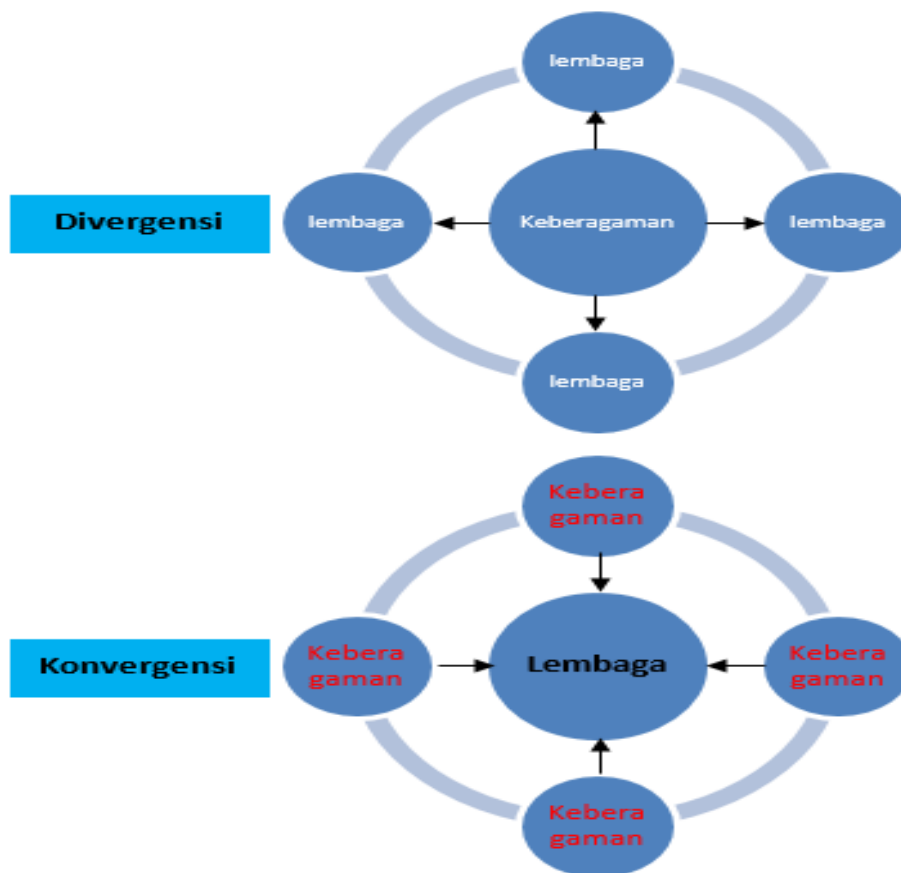 lembaga
Divergensi
lembaga
Keberagaman
lembaga
lembaga
Kebera
gaman
Konvergensi
Kebera
gaman
Lembaga
Kebera
gaman
Kebera
gaman